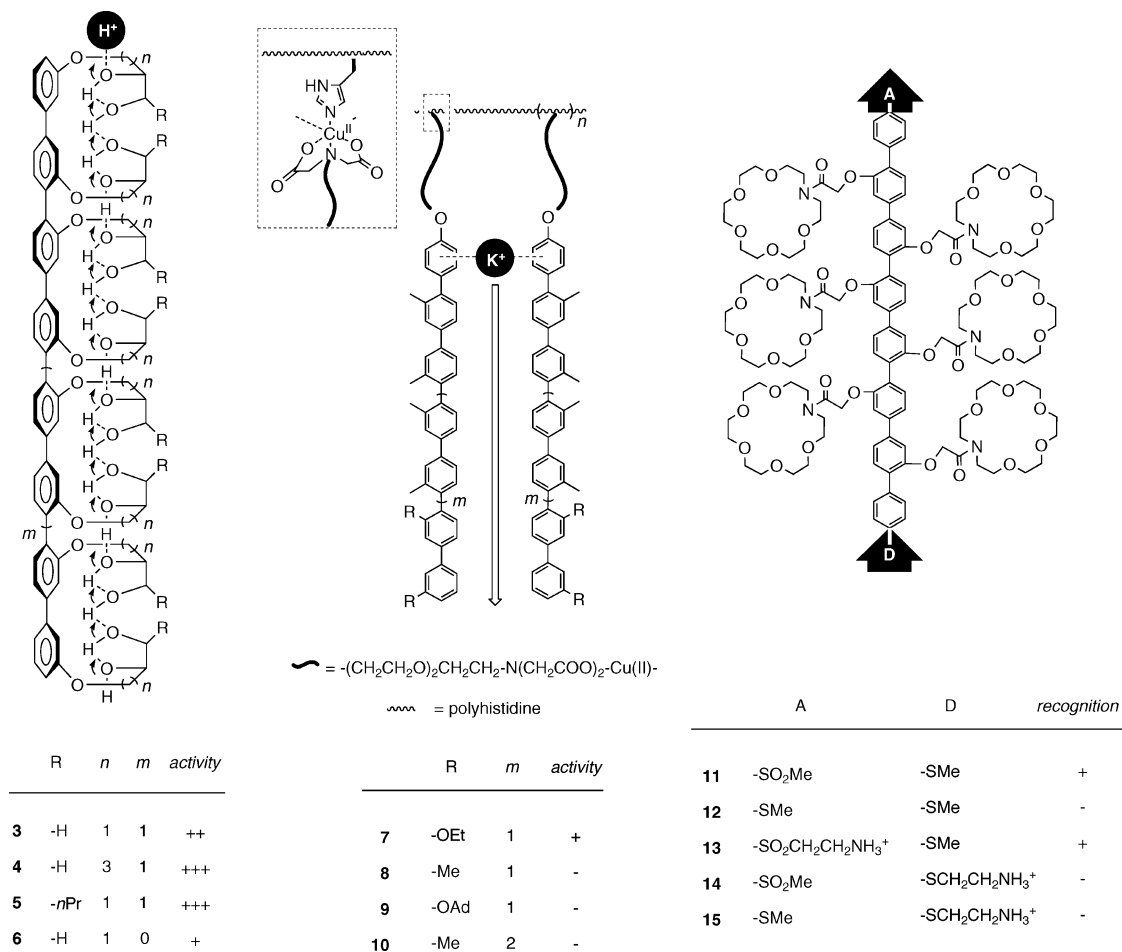 H⁺
O
n
O
H
H
O
R
H
O
R
H
O
O
n
H
O
n
O
H
H
O
R
H
O
R
H
O
O
n
H
O
n
O
H
H
O
R
H
O
R
H
O
O
n
m
H
O
n
O
H
H
O
R
H
O
R
H
O
O
n
H
HN
N
Cu^II
O
O
N
O
O
n
O
O
K⁺
m
m
R
R
R
R
= -(CH₂CH₂O)₂CH₂CH₂-N(CH₂COO)₂-Cu(II)-
= polyhistidine
A
O
O
O
O
O
N
O
O
O
O
O
O
O
N
O
O
O
O
O
O
O
N
O
O
O
O
O
O
O
N
O
O
O
O
O
O
O
N
O
O
O
O
O
O
O
N
O
O
D
R n m activity
3 -H 1 1 ++
4 -H 3 1 +++
5 -nPr 1 1 +++
6 -H 1 0 +
R m activity
7 -OEt 1 +
8 -Me 1 -
9 -OAd 1 -
10 -Me 2 -
A D recognition
11 -SO₂Me -SMe +
12 -SMe -SMe -
13 -SO₂CH₂CH₂NH₃⁺ -SMe +
14 -SO₂Me -SCH₂CH₂NH₃⁺ -
15 -SMe -SCH₂CH₂NH₃⁺ -